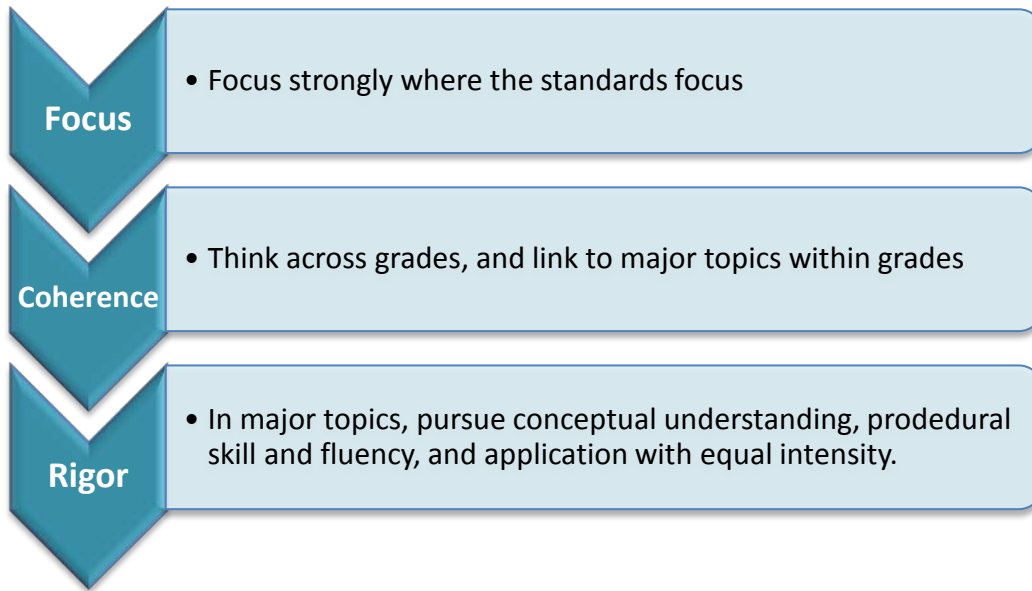 Focus
• Focus strongly where the standards focus
Coherence
• Think across grades, and link to major topics within grades
Rigor
• In major topics, pursue conceptual understanding, prodedural
skill and fluency, and application with equal intensity.